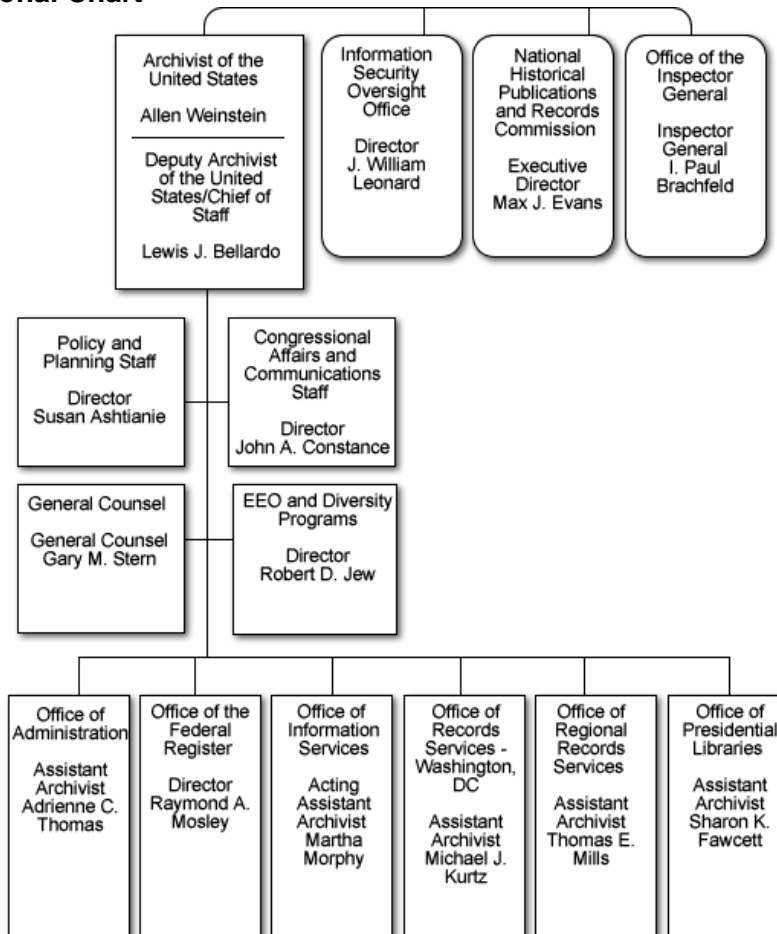 Chart
Archivist of the
United States
Allen Weinstein
Deputy Archivist
of the United
States/Chief of
Staff
Lewis J. Bellardo
Information
Security
Oversight
Office
Director
J. William
Leonard
National
Historical
Publications
and Records
Commission
Executive
Director
Max J. Evans
Office of the
Inspector
General
Inspector
General
I. Paul
Brachfeld
Policy and
Planning Staff
Director
Susan Ashtianie
Congressional
Affairs and
Communications
Staff
Director
John A. Constance
General Counsel
General Counsel
Gary M. Stern
EEO and Diversity
Programs
Director
Robert D. Jew
Office of
Administration
Assistant
Archivist
Adrienne C.
Thomas
Office of the
Federal
Register
Director
Raymond A.
Mosley
Office of
Information
Services
Acting
Assistant
Archivist
Martha
Morphy
Office of
Records
Services -
Washington,
DC
Assistant
Archivist
Michael J.
Kurtz
Office of
Regional
Records
Services
Assistant
Archivist
Thomas E.
Mills
Office of
Presidential
Libraries
Assistant
Archivist
Sharon K.
Fawcett